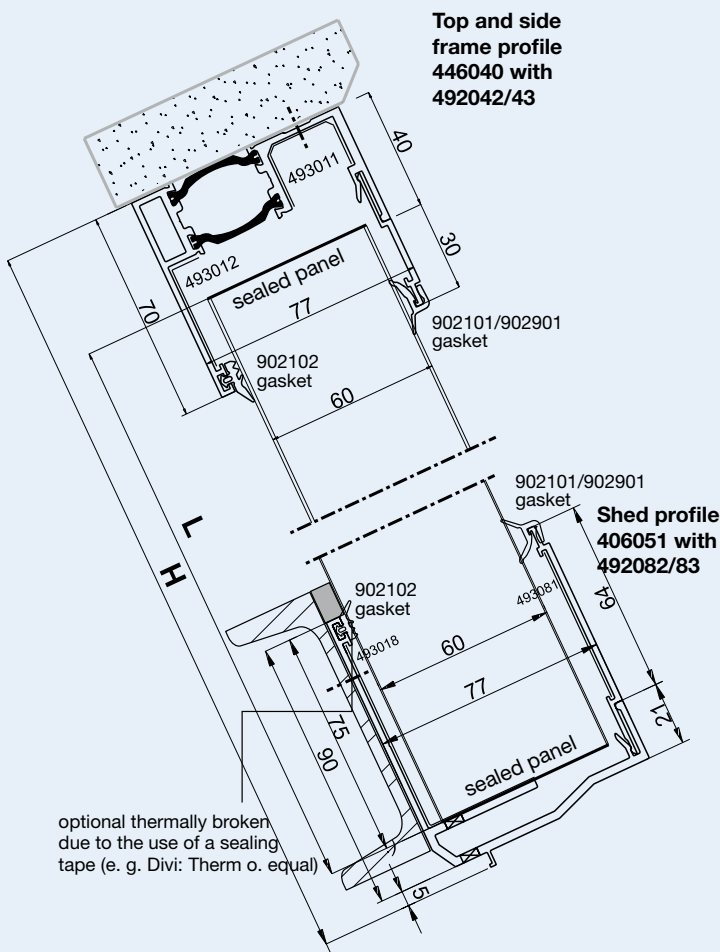 Top and side
frame profile
446040 with
492042/43
40
493011
30
493012
sealed panel
77
70
902101/902901
gasket
902102
gasket
60
902101/902901
gasket
Shed profile
406051 with
492082/83
L
H
902102
gasket
493081
64
493018
60
77
21
75
90
sealed panel
optional thermally broken
due to the use of a sealing
tape (e. g. Divi: Therm o. equal)
5